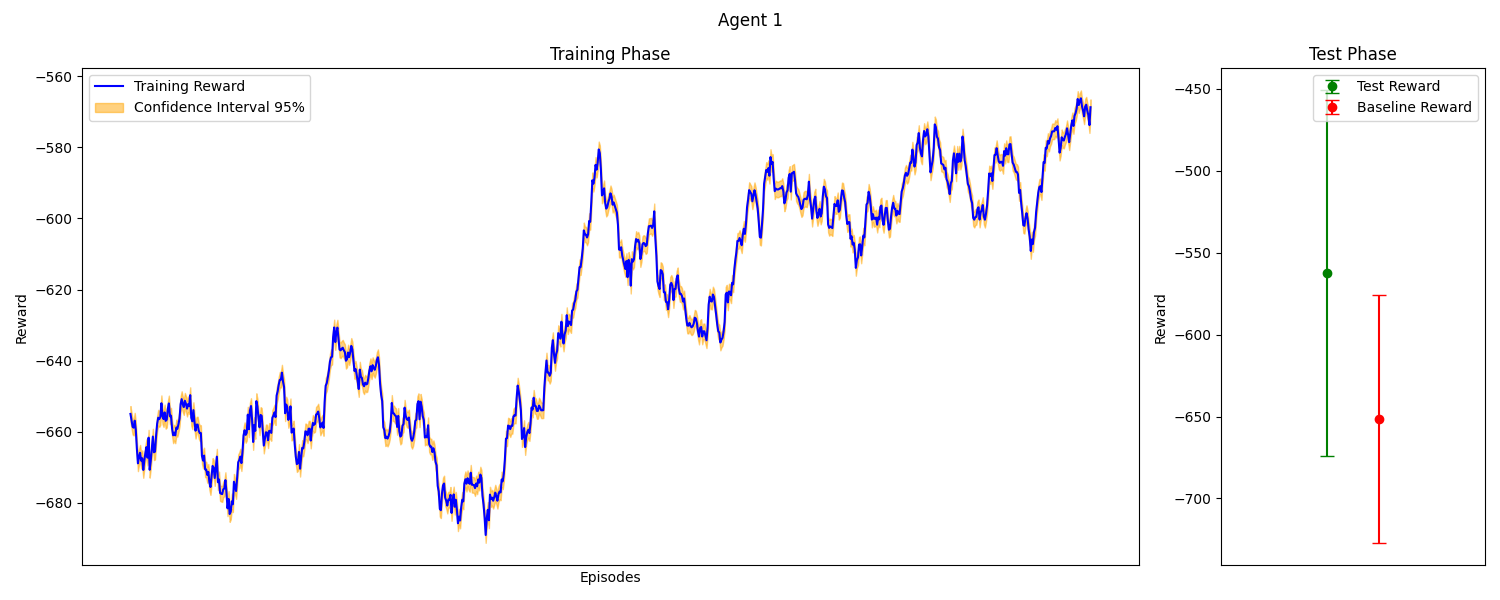 Agent 1
Training Phase
Training Reward
Confidence Interval 95%
−560
−580
−600
−620
−640
−660
−680
Reward
Episodes
Test Phase
Test Reward
Baseline Reward
−450
−500
−550
−600
−650
−700
Reward